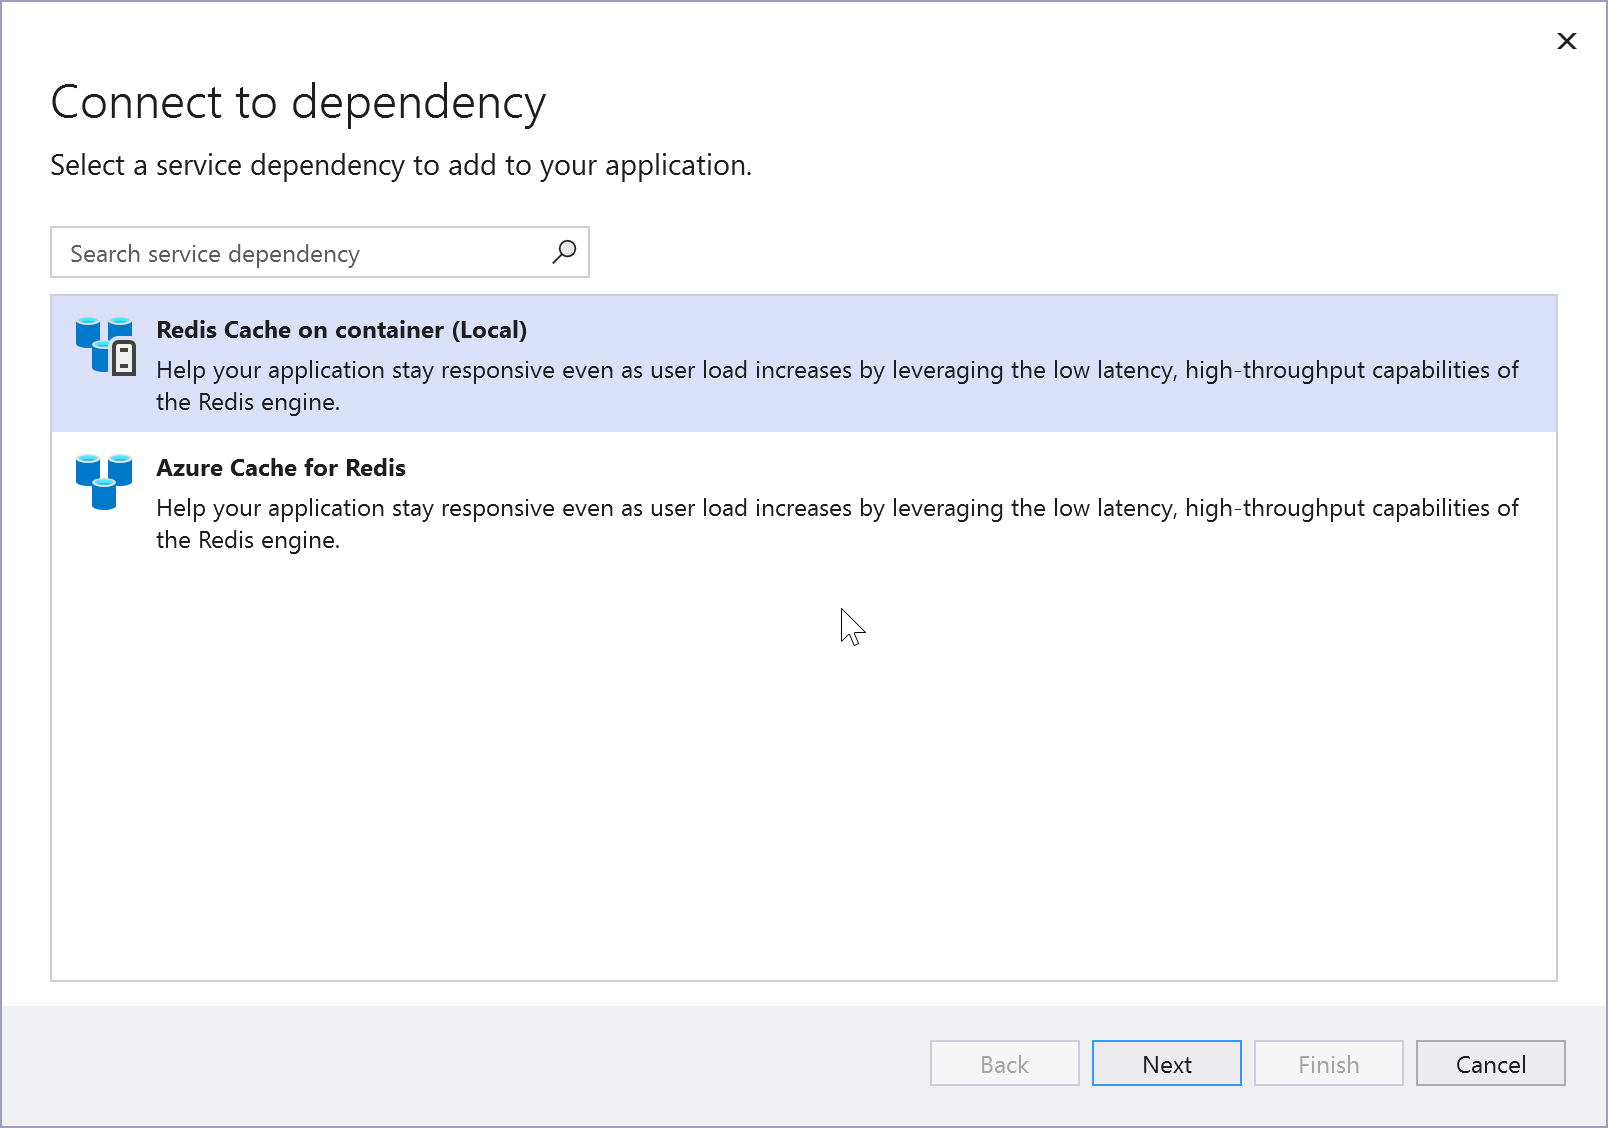 Connect to dependency
Select a service dependency to add to your application.
Search service dependency
Redis Cache on container (Local)
Help your application stay responsive even as user load increases by leveraging the low latency, high-throughput capabilities of
the Redis engine.
Azure Cache for Redis
Help your application stay responsive even as user load increases by leveraging the low latency, high-throughput capabilities of
the Redis engine.
Back
Next
Finish
Cancel